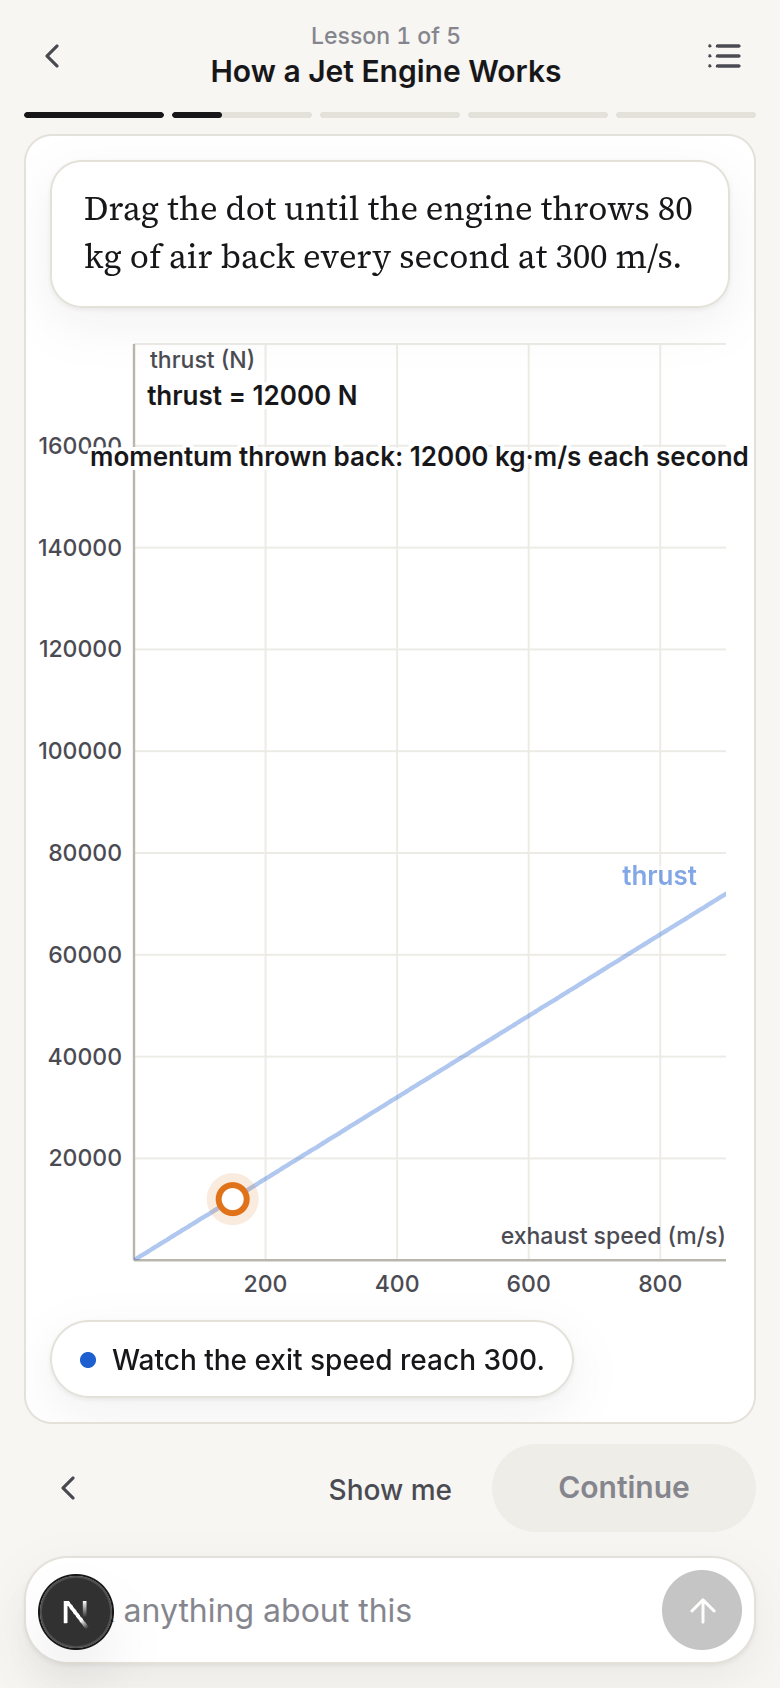 Lesson 1 of 5
How a Jet Engine Works
Drag the dot until the engine throws 80
kg of air back every second at 300 m/s.
thrust (N)
thrust = 12000 N
160000
momentum thrown back: 12000 kg·m/s each second
140000
120000
100000
80000
thrust
60000
40000
20000
exhaust speed (m/s)
200 400 600 800
Watch the exit speed reach 300.
Show me
Continue
N anything about this